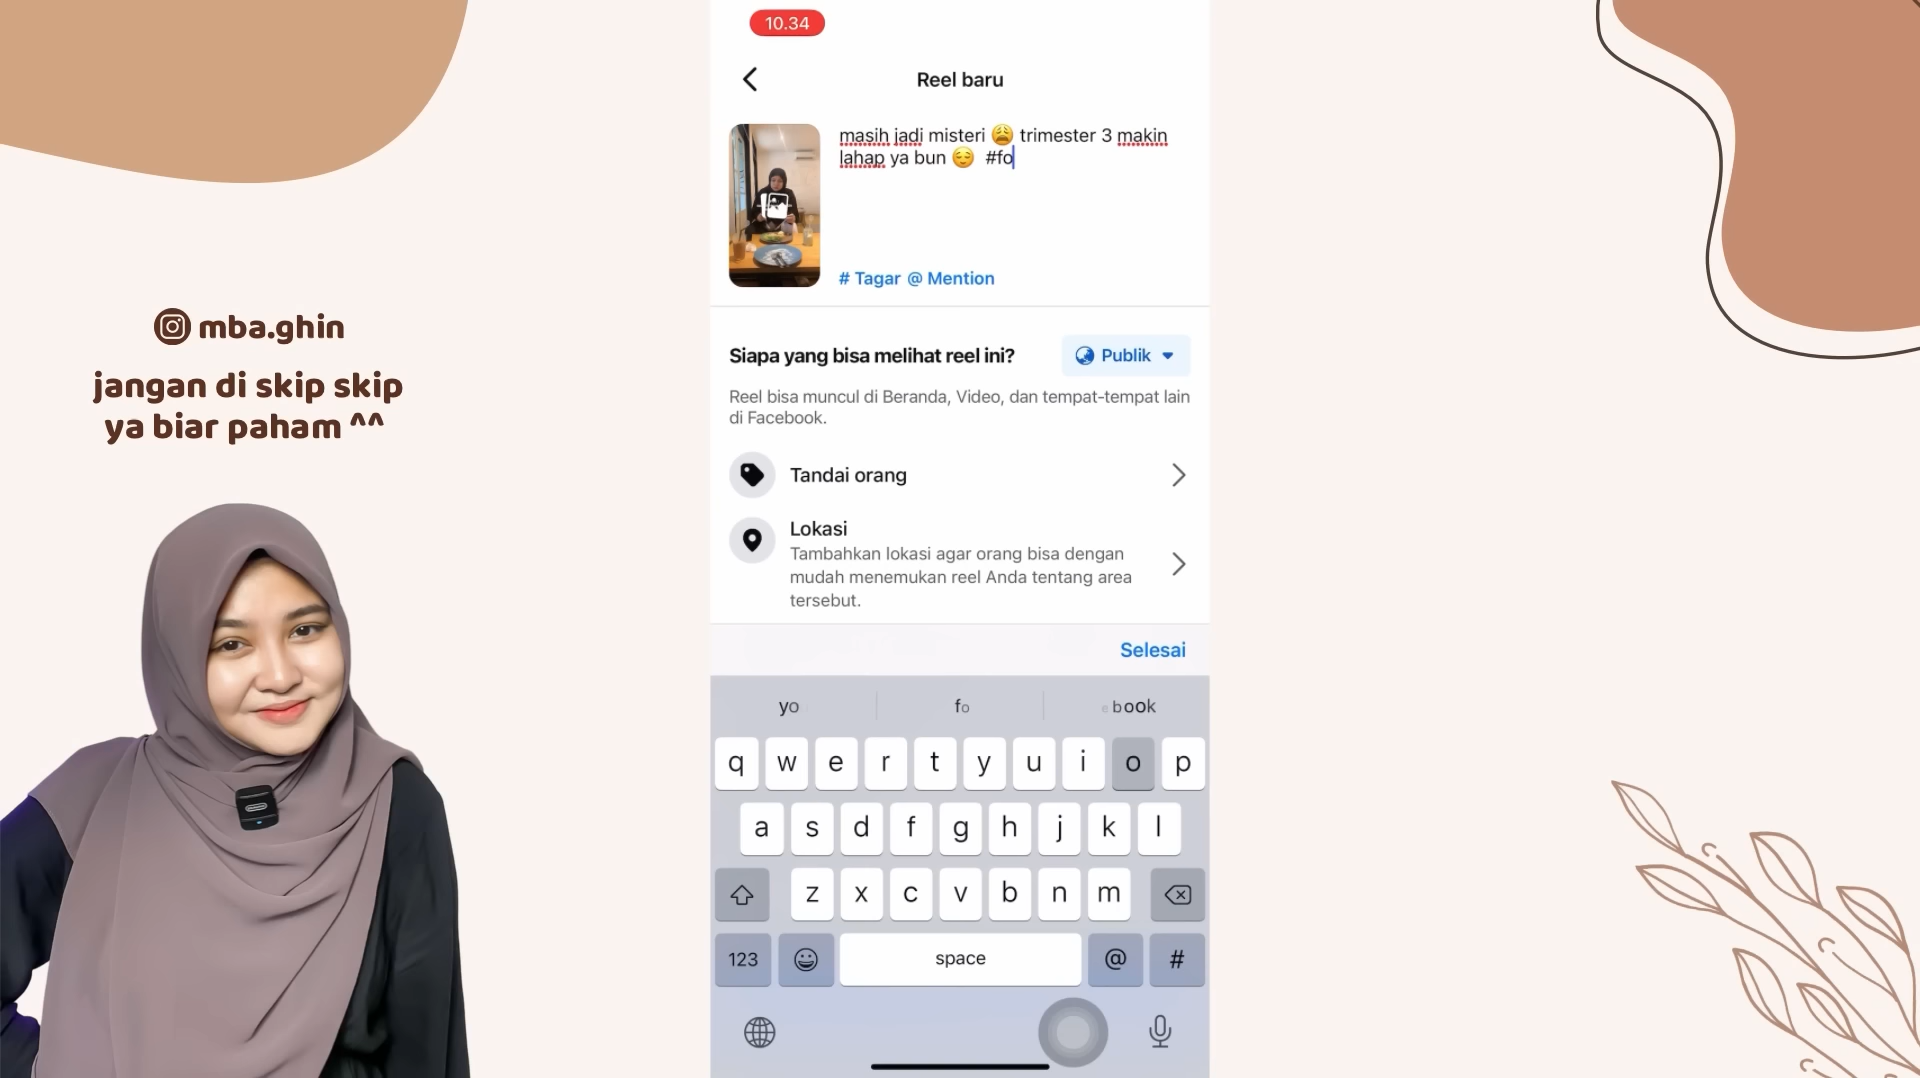 mba.ghin
jangan di skip skip
ya biar paham ^^
10.34
Reel baru
masih jadi misteri 😩 trimester 3 makin
lahap ya bun 😌 #fo
# Tagar @ Mention
Siapa yang bisa melihat reel ini?
Publik
Reel bisa muncul di Beranda, Video, dan tempat-tempat lain
di Facebook.
Tandai orang
Lokasi
Tambahkan lokasi agar orang bisa dengan
mudah menemukan reel Anda tentang area
tersebut.
Selesai
yo fo book
q w e r t y u i o p
a s d f g h j k l
z x c v b n m
123 space @ #